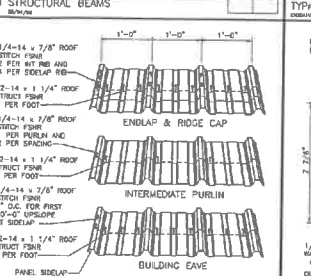 STRUCTURAL BEAMS
1'-0" 1'-0" 1'-0"
1/4-14 x 7/8" ROOF
STITCH FSNR
PER INT RIB AND
PER SIDELAP RIB
2-14 x 1 1/4" ROOF
STRUCT FSNR
PER FOOT
ENDLAP & RIDGE CAP
1/4-14 x 7/8" ROOF
STITCH FSNR
PER PURLIN AND
PER SPACING
2-14 x 1 1/4" ROOF
STRUCT FSNR
PER FOOT
INTERMEDIATE PURLIN
1/4-14 x 7/8" ROOF
STITCH FSNR
O.C. FOR FIRST
0'-0" UPSLOPE
SIDELAP
2-14 x 1 1/4" ROOF
STRUCT FSNR
PER FOOT
BUILDING EAVE
PANEL SIDELAP
2 7/8"